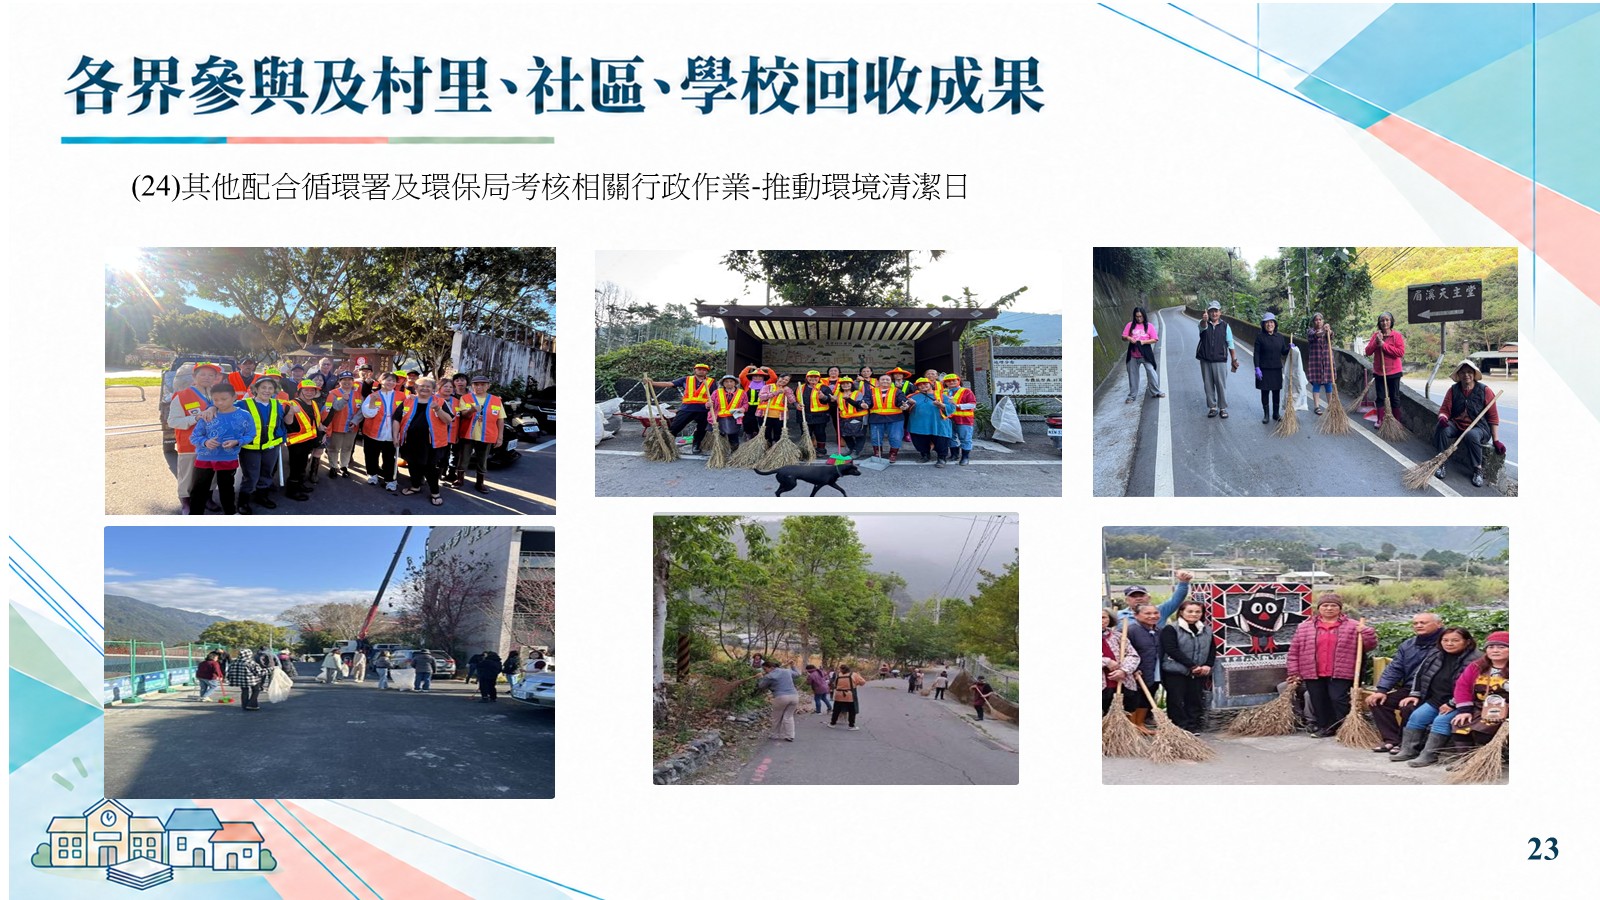 各界參與及村里、社區、學校回收成果
(24)其他配合循環署及環保局考核相關行政作業-推動環境清潔日
眉溪天主堂
23